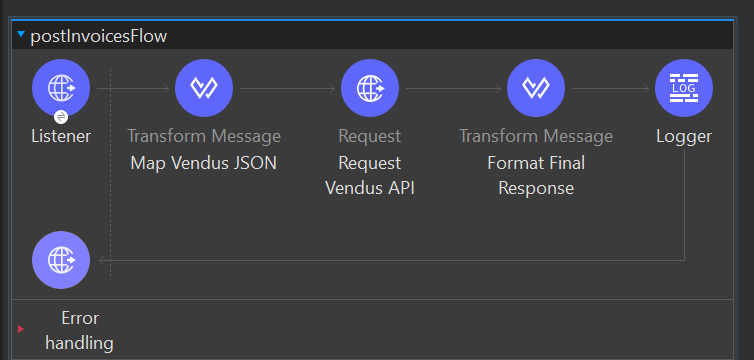 postInvoicesFlow
LOG
Listener
Transform Message
Request
Transform Message
Logger
Map Vendus JSON
Request
Vendus API
Format Final
Response
Error
handling